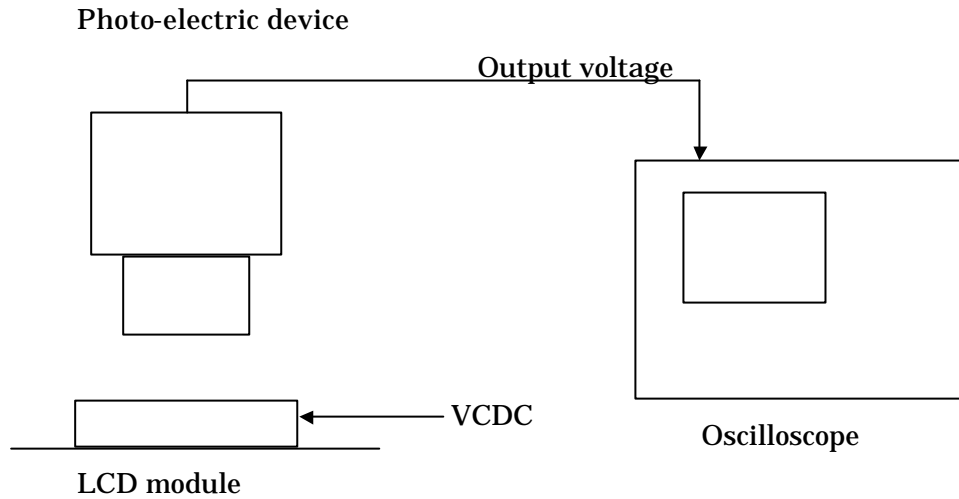 Photo-electric device
Output voltage
VCDC
Oscilloscope
LCD module